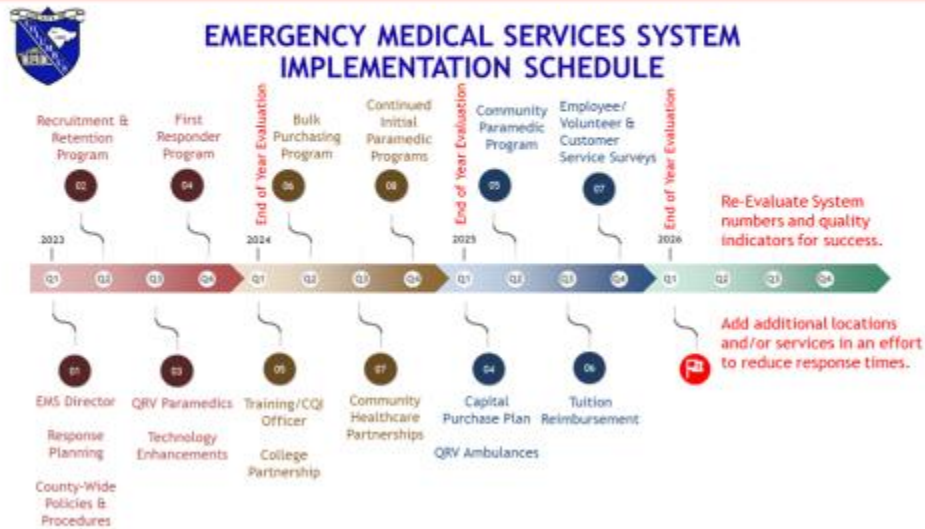 EMERGENCY MEDICAL SERVICES SYSTEM
IMPLEMENTATION SCHEDULE
Recruitment &
Retention
Program
02
First
Responder
Program
04
End of Year Evaluation
Bulk
Purchasing
Program
06
Continued
Initial
Paramedic
Programs
08
End of Year Evaluation
Community
Paramedic
Program
05
Employee/
Volunteer &
Customer
Service Surveys
07
End of Year Evaluation
Re-Evaluate System
numbers and quality
indicators for success.
2023
2024
2025
2026
Q1 Q2 Q3 Q4 Q1 Q2 Q3 Q4 Q1 Q2 Q3 Q4 Q1 Q2 Q3 Q4
Add additional locations
and/or services in an effort
to reduce response times.
01
EMS Director
Response
Planning
County-Wide
Policies &
Procedures
03
QRV Paramedics
Technology
Enhancements
05
Training/CQI
Officer
College
Partnership
07
Community
Healthcare
Partnerships
04
Capital
Purchase Plan
QRV Ambulances
06
Tuition
Reimbursement